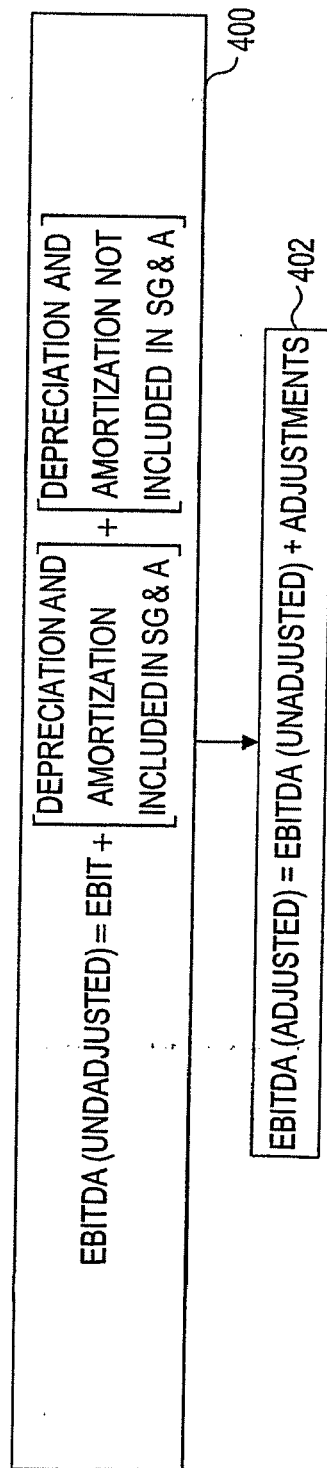 EBITDA (UNDADJUSTED) = EBIT + [DEPRECIATION AND AMORTIZATION INCLUDED IN SG & A] + [DEPRECIATION AND AMORTIZATION NOT INCLUDED IN SG & A]
400
EBITDA (ADJUSTED) = EBITDA (UNADJUSTED) + ADJUSTMENTS
402